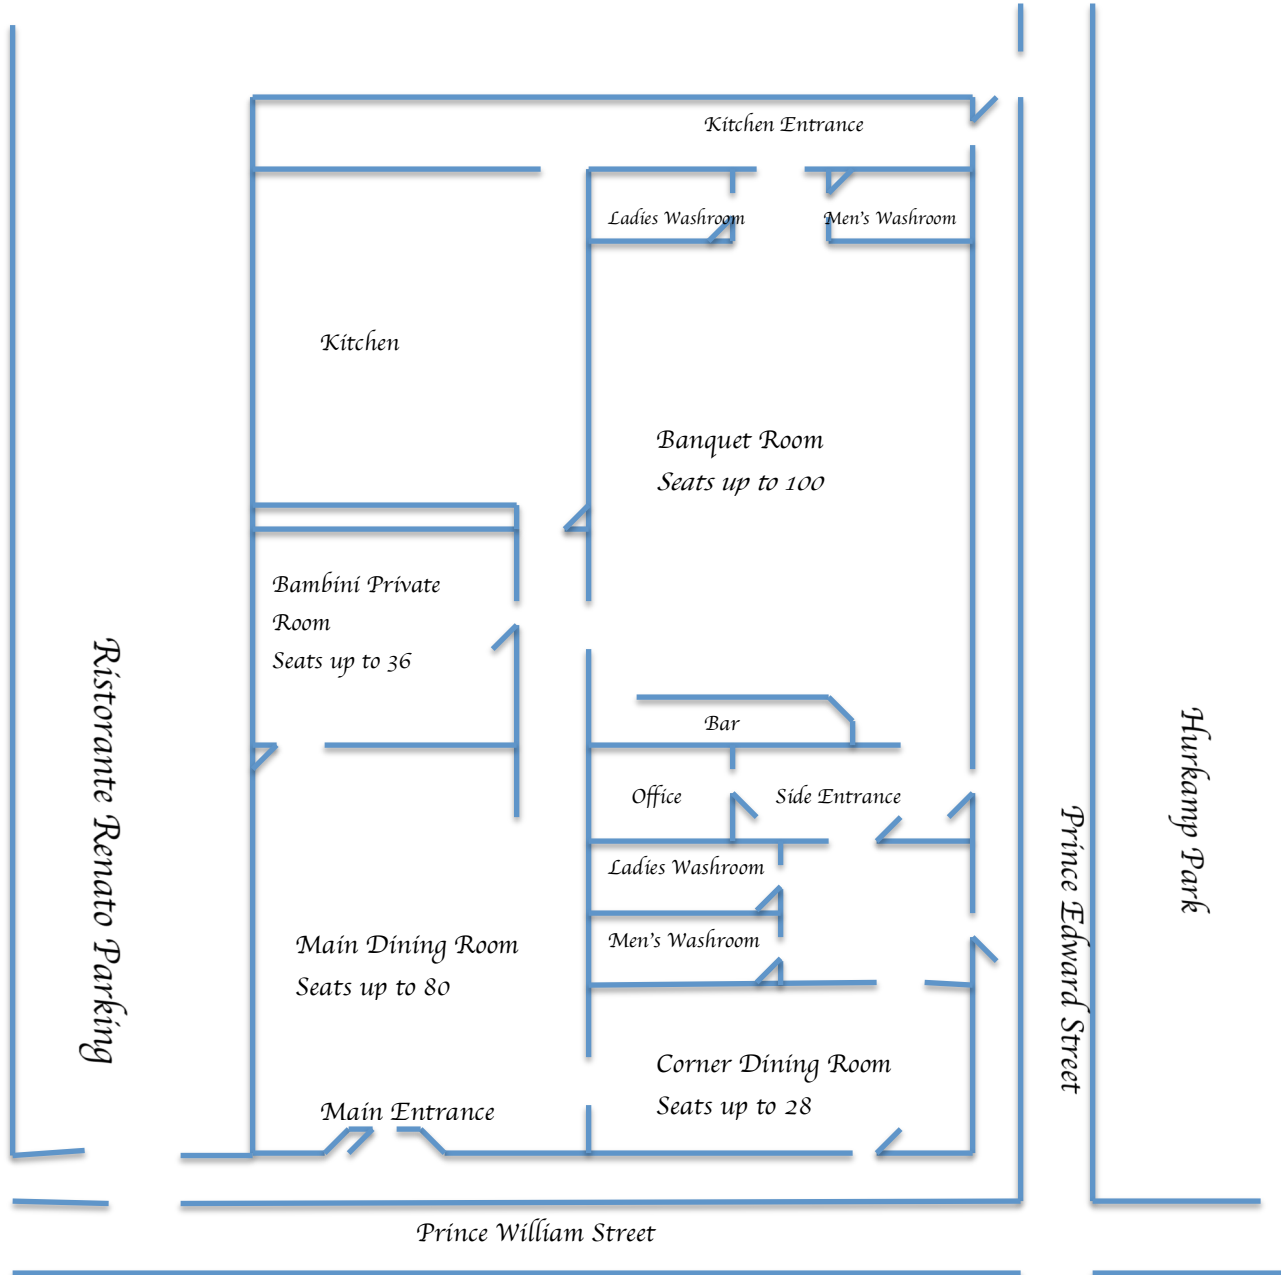 Kitchen Entrance
Ladies Washroom
Men's Washroom
Kitchen
Banquet Room
Seats up to 100
Bambini Private
Room
Seats up to 36
Ristorante Renato Parking
Hurkamp Park
Bar
Office
Side Entrance
Prince Edward Street
Ladies Washroom
Men's Washroom
Main Dining Room
Seats up to 80
Corner Dining Room
Seats up to 28
Main Entrance
Prince William Street